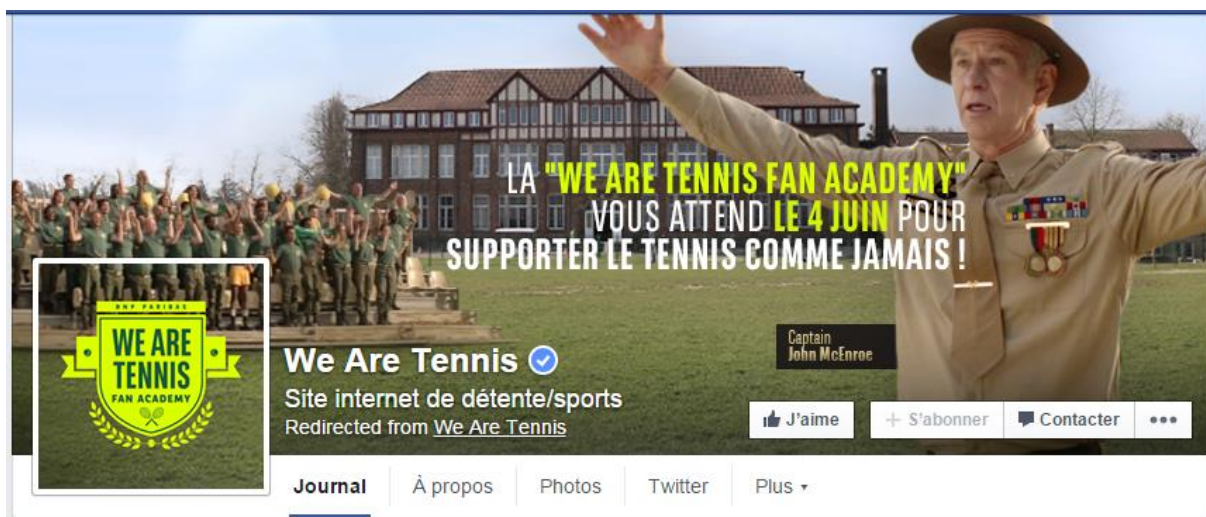 LA "WE ARE TENNIS FAN ACADEMY"
VOUS ATTEND LE 4 JUIN POUR
SUPPORTER LE TENNIS COMME JAMAIS !
Captain
John McEnroe
BNP PARIBAS
WE ARE
TENNIS
FAN ACADEMY
We Are Tennis
Site internet de détente/sports
Redirected from We Are Tennis
J'aime
+ S'abonner
Contacter
•••
Journal
À propos
Photos
Twitter
Plus